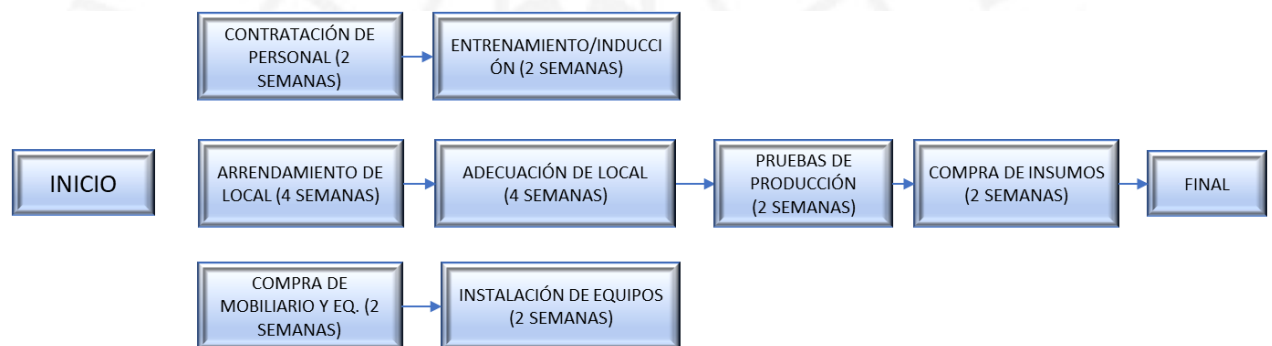 CONTRATACIÓN DE
PERSONAL (2
SEMANAS)
ENTRENAMIENTO/INDUCCI
ÓN (2 SEMANAS)
INICIO
ARRENDAMIENTO DE
LOCAL (4 SEMANAS)
ADECUACIÓN DE LOCAL
(4 SEMANAS)
PRUEBAS DE
PRODUCCIÓN
(2 SEMANAS)
COMPRA DE INSUMOS
(2 SEMANAS)
FINAL
COMPRA DE
MOBILIARIO Y EQ. (2
SEMANAS)
INSTALACIÓN DE EQUIPOS
(2 SEMANAS)